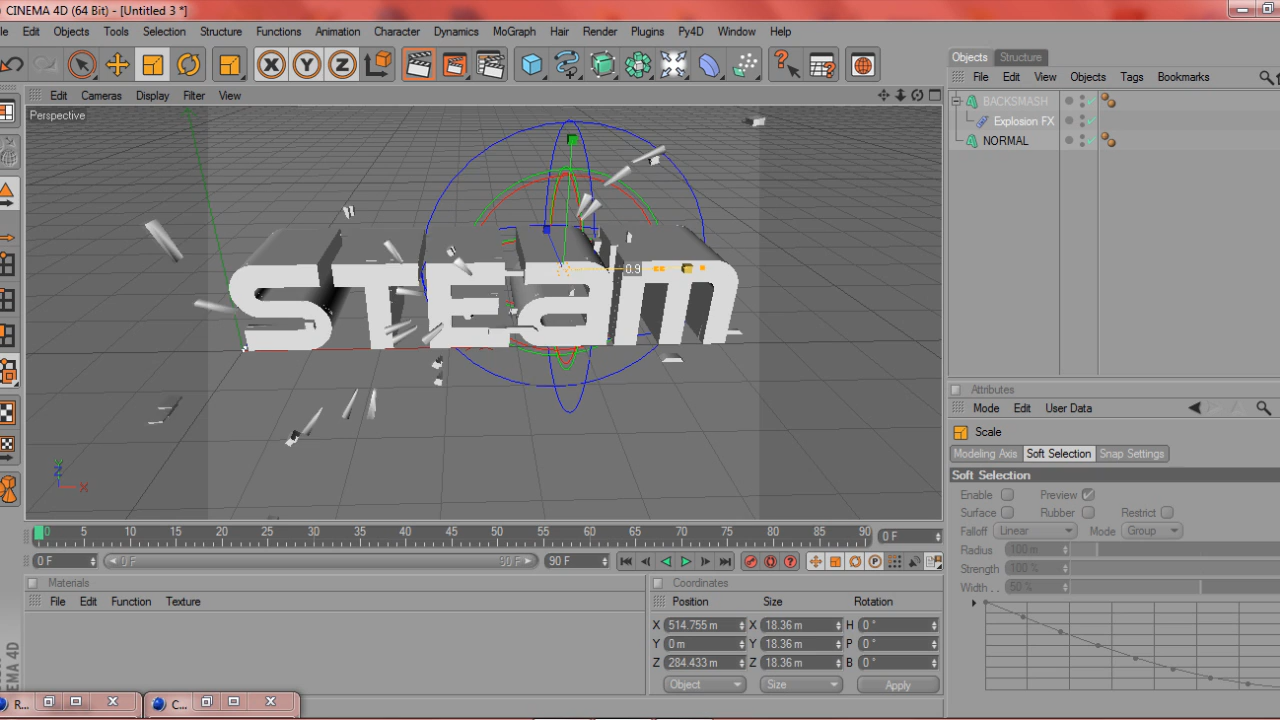 CINEMA 4D (64 Bit) - [Untitled 3 *]
Edit Objects Tools Selection Structure Functions Animation Character Dynamics MoGraph Hair Render Plugins Py4D Window Help
Objects Structure
File Edit View Objects Tags Bookmarks
Edit Cameras Display Filter View
Perspective
BACKSMASH
Explosion FX
NORMAL
X Y Z
STEam
0.9
Y
Z
X
Attributes
Mode Edit User Data
Scale
Modeling Axis Soft Selection Snap Settings
Soft Selection
Enable Preview
Surface Rubber Restrict
Falloff Linear Mode Group
Radius 100 m
Strength 100 %
Width . . 50 %
0 5 10 15 20 25 30 35 40 45 50 55 60 65 70 75 80 85 90 0 F
0 F 0 F 90 F 90 F
Materials
File Edit Function Texture
Coordinates
Position Size Rotation
X 514.755 m X 18.36 m H 0 °
Y 0 m Y 18.36 m P 0 °
Z 284.433 m Z 18.36 m B 0 °
Object Size Apply
R... C...